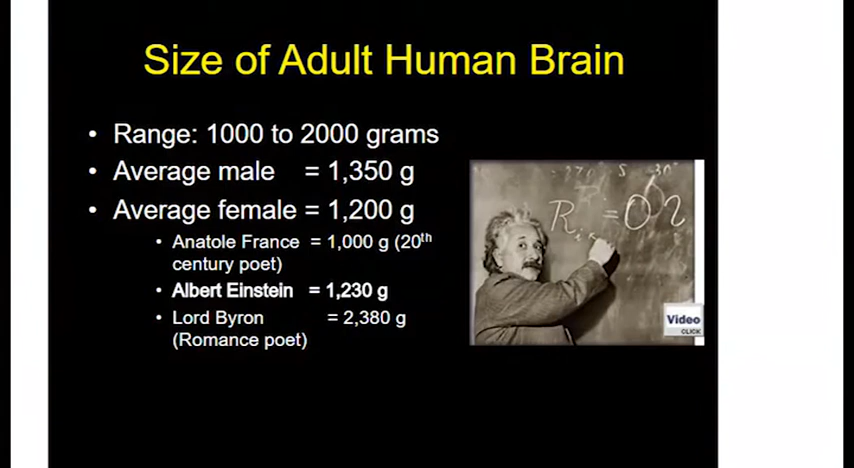 Size of Adult Human Brain
• Range: 1000 to 2000 grams
• Average male = 1,350 g
• Average female = 1,200 g
• Anatole France = 1,000 g (20th
century poet)
• Albert Einstein = 1,230 g
• Lord Byron = 2,380 g
(Romance poet)
R = 0
Video
CLICK